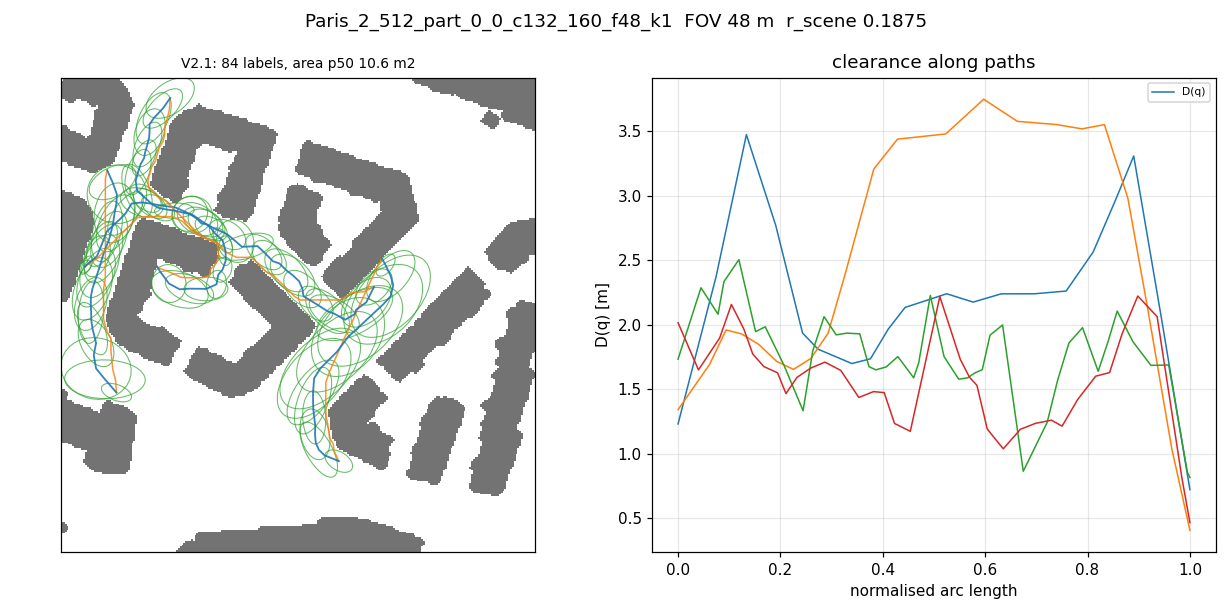 Paris_2_512_part_0_0_c132_160_f48_k1  FOV 48 m  r_scene 0.1875
V2.1: 84 labels, area p50 10.6 m2
clearance along paths
D(q)
D(q) [m]
3.5
3.0
2.5
2.0
1.5
1.0
0.5
0.0
0.2
0.4
0.6
0.8
1.0
normalised arc length